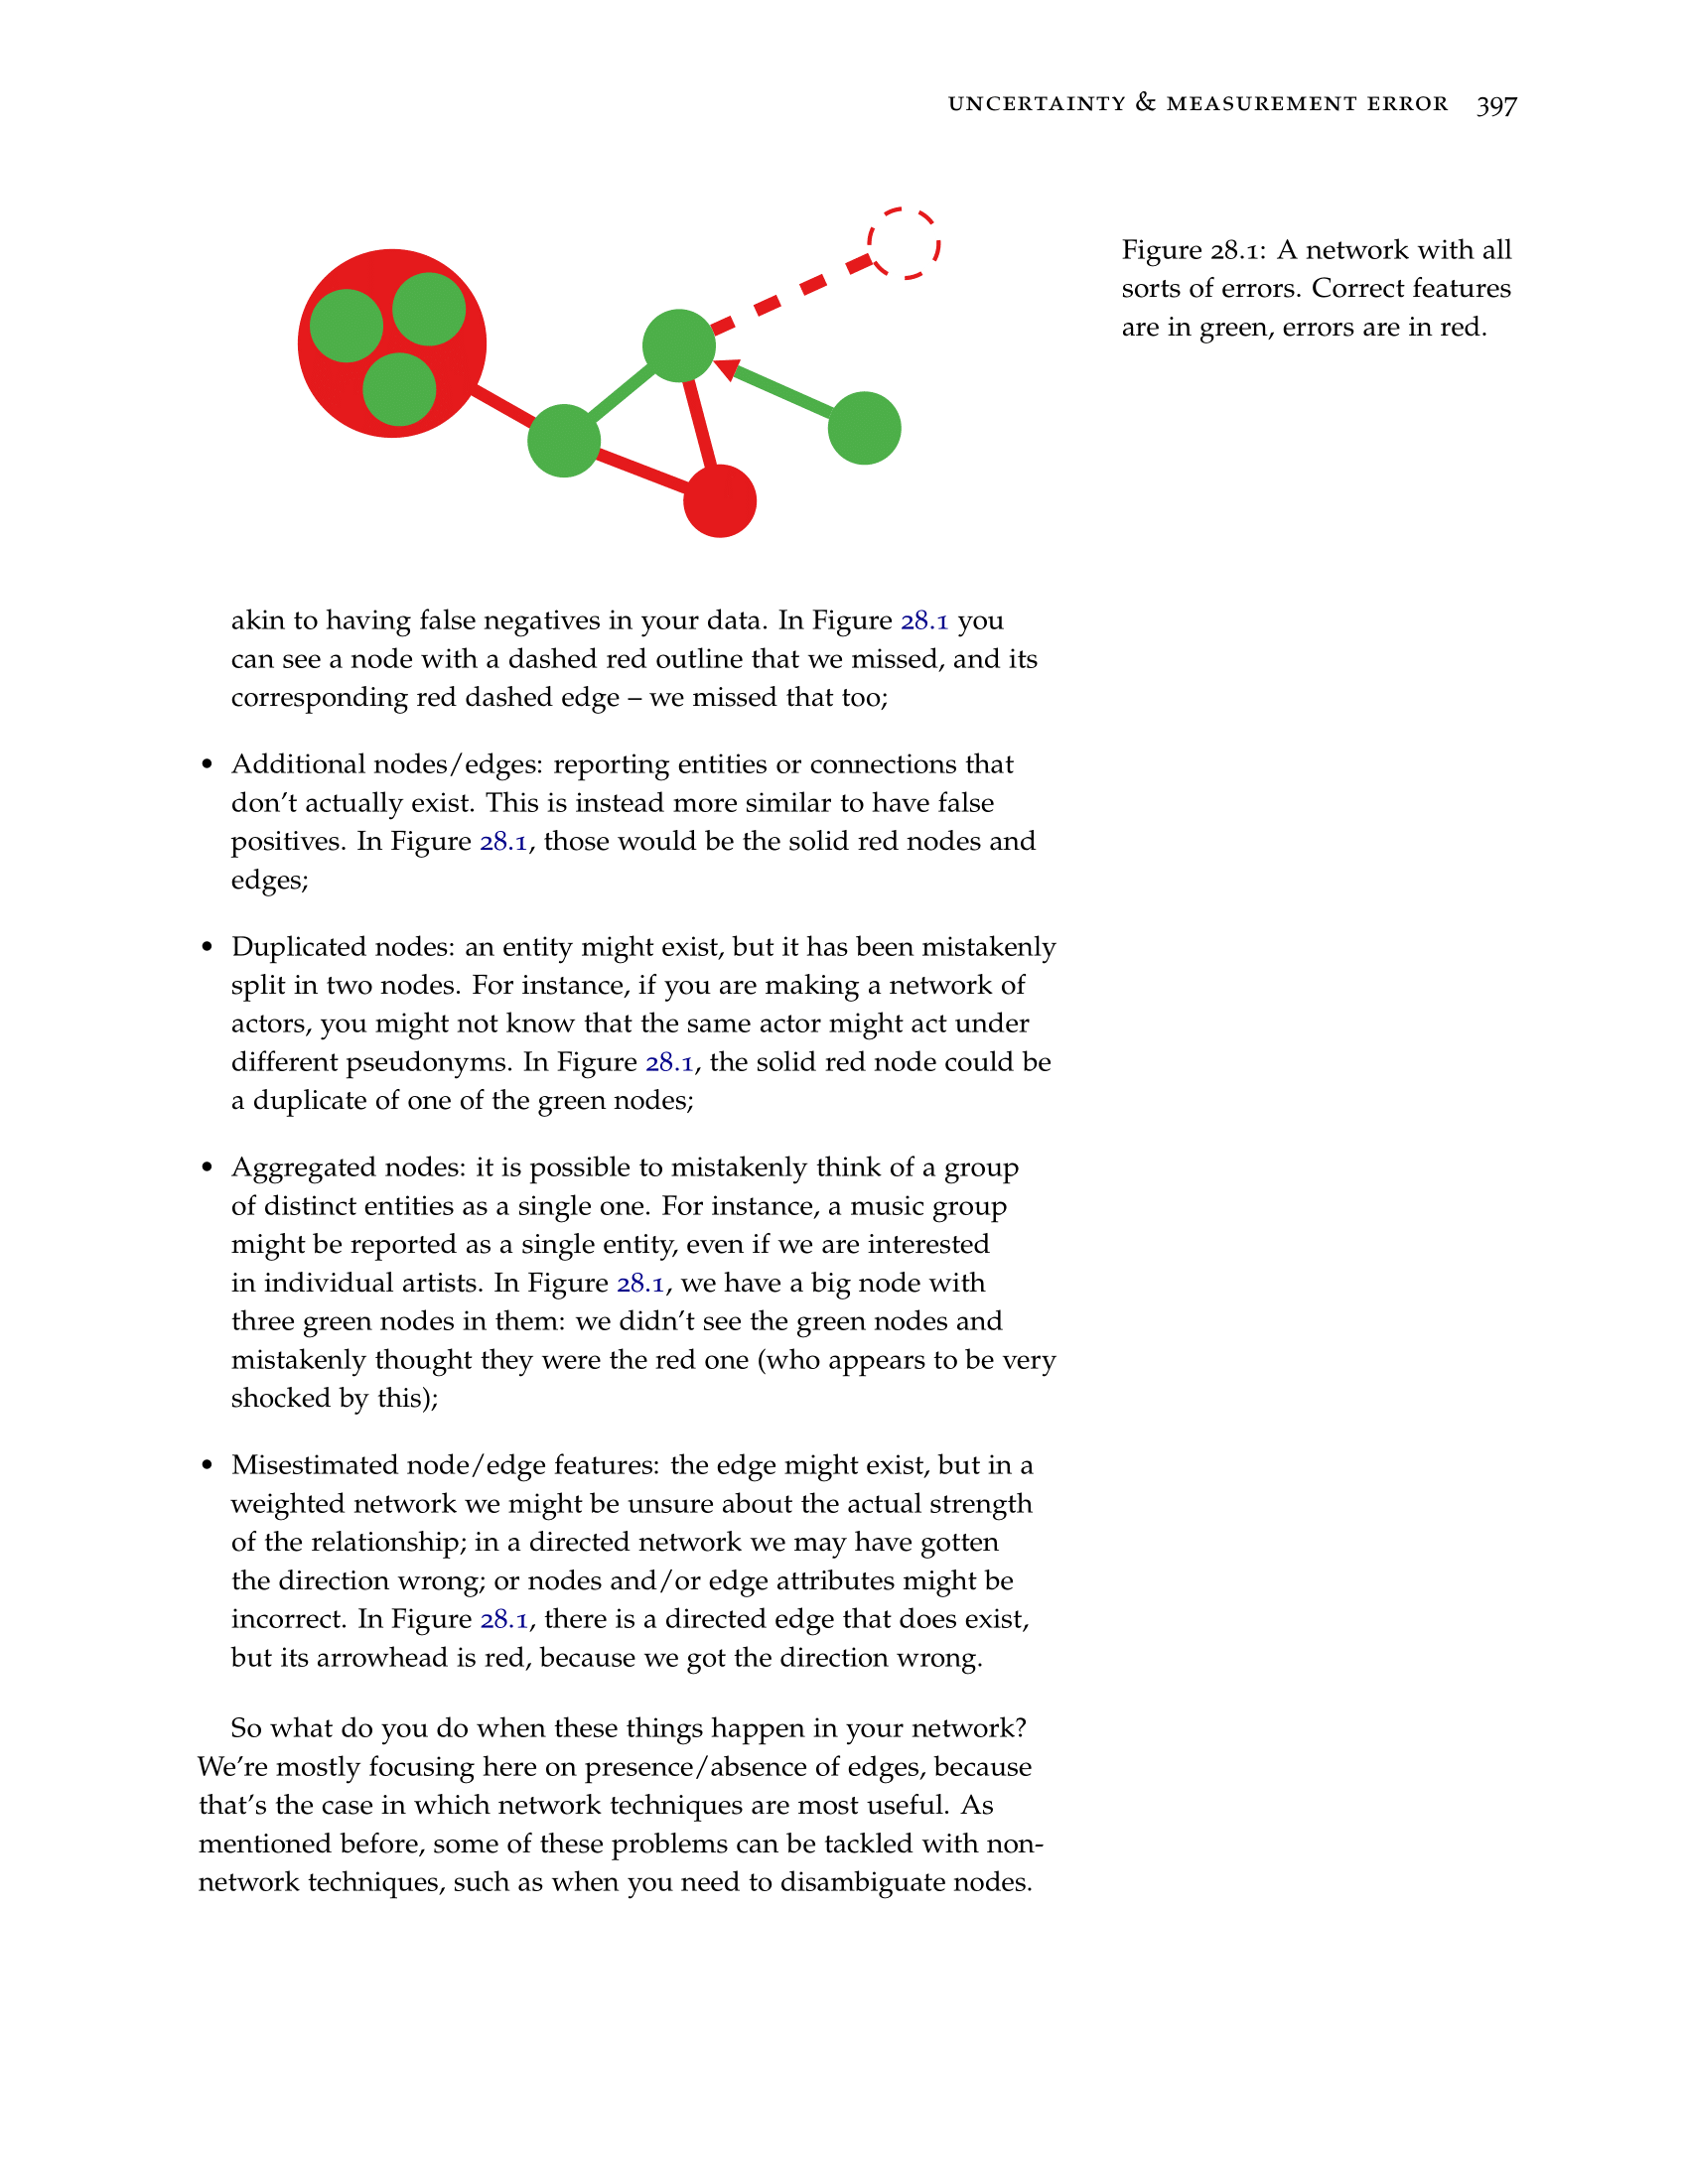 UNCERTAINTY & MEASUREMENT ERROR 397
Figure 28.1: A network with all
sorts of errors. Correct features
are in green, errors are in red.
akin to having false negatives in your data. In Figure 28.1 you
can see a node with a dashed red outline that we missed, and its
corresponding red dashed edge – we missed that too;
• Additional nodes/edges: reporting entities or connections that
don't actually exist. This is instead more similar to have false
positives. In Figure 28.1, those would be the solid red nodes and
edges;
• Duplicated nodes: an entity might exist, but it has been mistakenly
split in two nodes. For instance, if you are making a network of
actors, you might not know that the same actor might act under
different pseudonyms. In Figure 28.1, the solid red node could be
a duplicate of one of the green nodes;
• Aggregated nodes: it is possible to mistakenly think of a group
of distinct entities as a single one. For instance, a music group
might be reported as a single entity, even if we are interested
in individual artists. In Figure 28.1, we have a big node with
three green nodes in them: we didn't see the green nodes and
mistakenly thought they were the red one (who appears to be very
shocked by this);
• Misestimated node/edge features: the edge might exist, but in a
weighted network we might be unsure about the actual strength
of the relationship; in a directed network we may have gotten
the direction wrong; or nodes and/or edge attributes might be
incorrect. In Figure 28.1, there is a directed edge that does exist,
but its arrowhead is red, because we got the direction wrong.
So what do you do when these things happen in your network?
We're mostly focusing here on presence/absence of edges, because
that's the case in which network techniques are most useful. As
mentioned before, some of these problems can be tackled with non-
network techniques, such as when you need to disambiguate nodes.